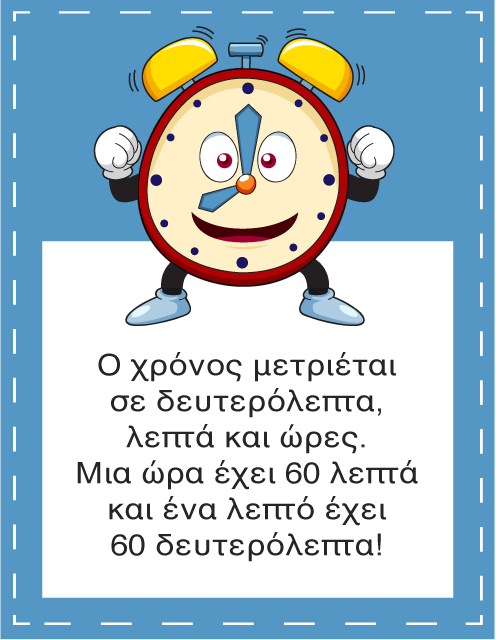 Ο χρόνος μετριέται
σε δευτερόλεπτα,
λεπτά και ώρες.
Μια ώρα έχει 60 λεπτά
και ένα λεπτό έχει
60 δευτερόλεπτα!